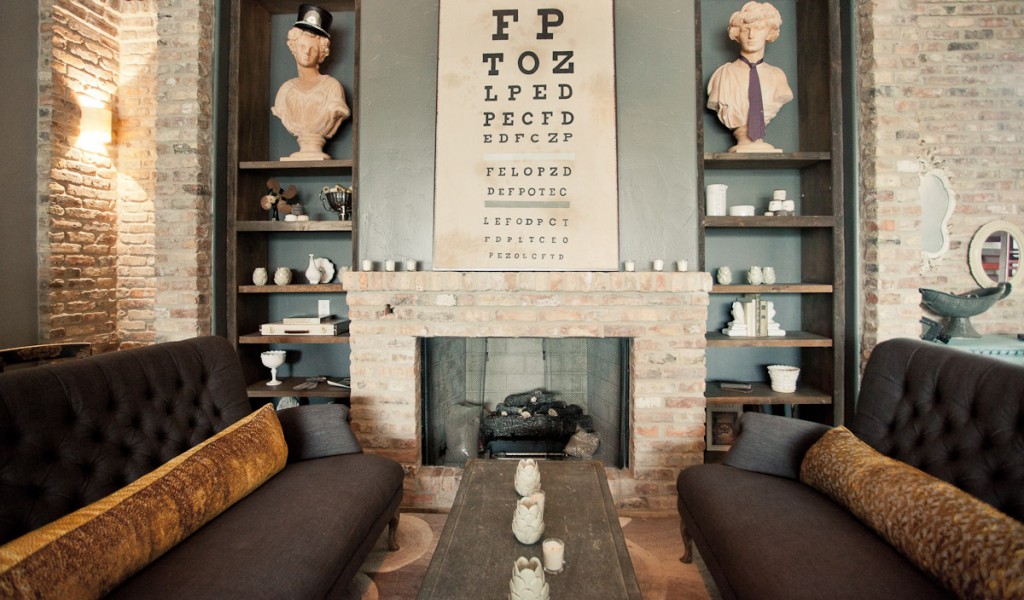 F P
T O Z
L P E D
P E C F D
E D F C Z P
F E L O P Z D
D E F P O T E C
L E F O D P C T
F D P L T C E O
P E Z O L C F T D